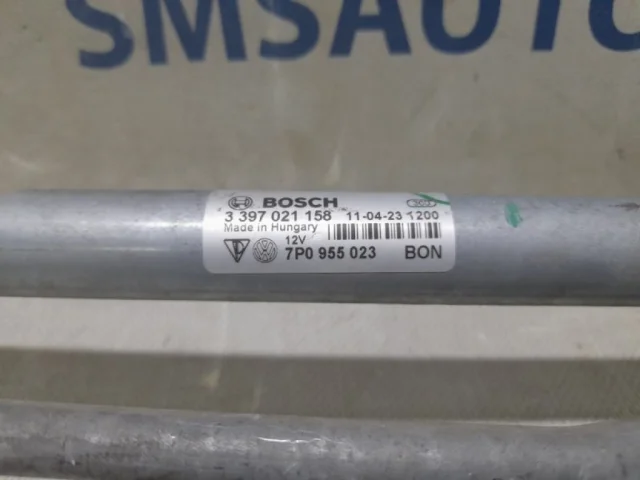 SMSAUTO
BOSCH
3 397 021 158 11-04-23 1200
Made in Hungary
12V
7P0 955 023 BON